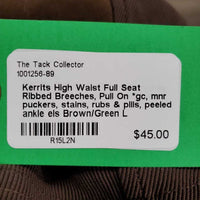 The Tack Collector
1001256-89
Kerrits High Waist Full Seat
Ribbed Breeches, Pull On *gc, mnr
puckers, stains, rubs & pills, peeled
ankle els Brown/Green L
$45.00
R15L2N